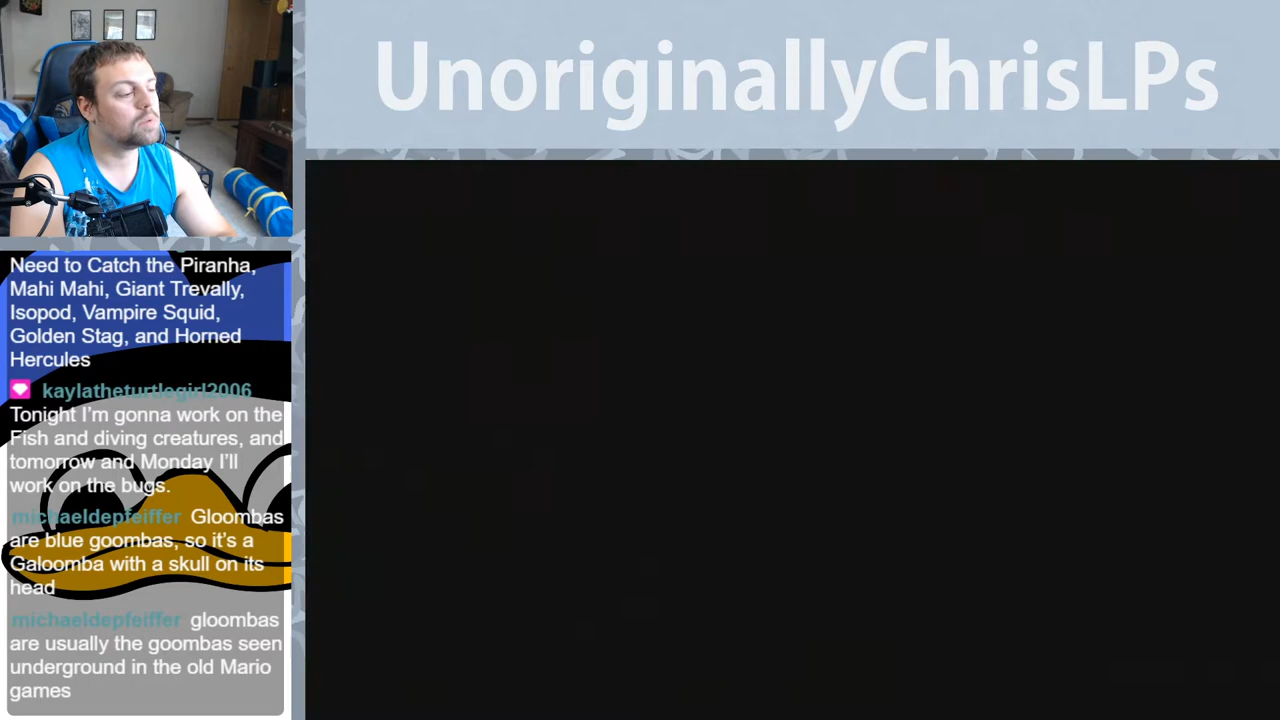 UnoriginallyChrisLPs
Need to Catch the Piranha,
Mahi Mahi, Giant Trevally,
Isopod, Vampire Squid,
Golden Stag, and Horned
Hercules
kaylatheturtlegirl2006
Tonight I'm gonna work on the
Fish and diving creatures, and
tomorrow and Monday I'll
work on the bugs.
michaeldepfeiffer Gloombas
are blue goombas, so it's a
Galoomba with a skull on its
head
michaeldepfeiffer gloombas
are usually the goombas seen
underground in the old Mario
games